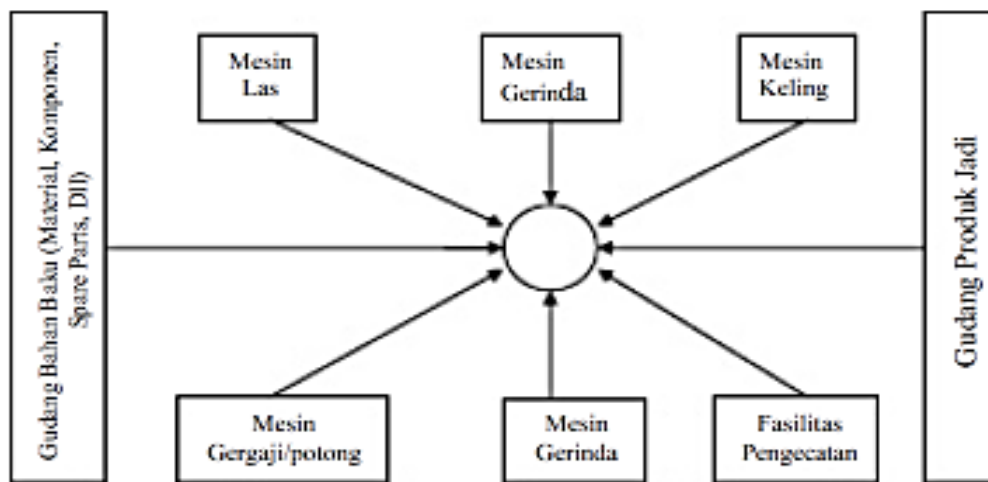 Gudang Bahan Baku (Material, Komponen,
Spare Parts, Dll)
Mesin
Las
Mesin
Gerinda
Mesin
Keling
Mesin
Gergaji/potong
Mesin
Gerinda
Fasilitas
Pengecatan
Gudang Produk Jadi